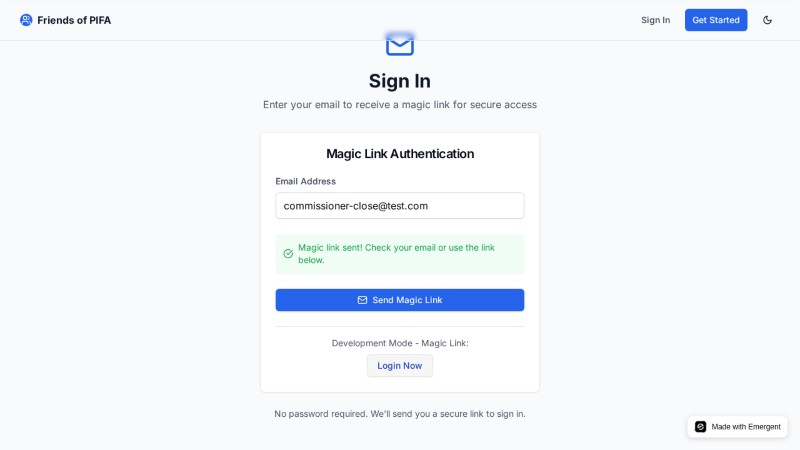 Friends of PIFA
Sign In
Get Started
Sign In
Enter your email to receive a magic link for secure access
Magic Link Authentication
Email Address
commissioner-close@test.com
Magic link sent! Check your email or use the link
below.
Send Magic Link
Development Mode - Magic Link:
Login Now
No password required. We'll send you a secure link to sign in.
Made with Emergent